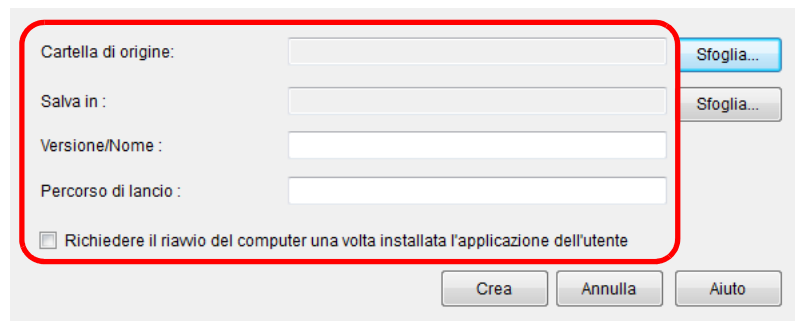 Cartella di origine: Sfoglia...
Salva in : Sfoglia...
Versione/Nome :
Percorso di lancio :
Richiedere il riavvio del computer una volta installata l'applicazione dell'utente
Crea Annulla Aiuto